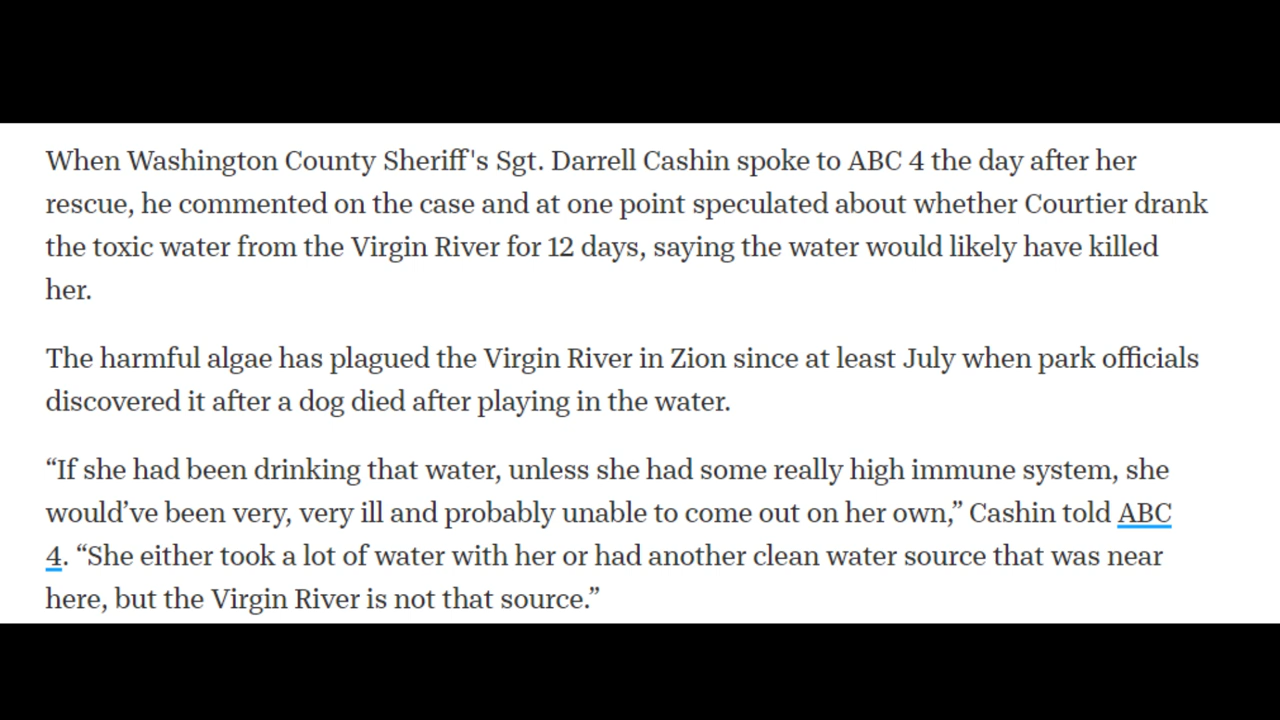 When Washington County Sheriff's Sgt. Darrell Cashin spoke to ABC 4 the day after her
rescue, he commented on the case and at one point speculated about whether Courtier drank
the toxic water from the Virgin River for 12 days, saying the water would likely have killed
her.
The harmful algae has plagued the Virgin River in Zion since at least July when park officials
discovered it after a dog died after playing in the water.
“If she had been drinking that water, unless she had some really high immune system, she
would’ve been very, very ill and probably unable to come out on her own,” Cashin told ABC
4. “She either took a lot of water with her or had another clean water source that was near
here, but the Virgin River is not that source.”